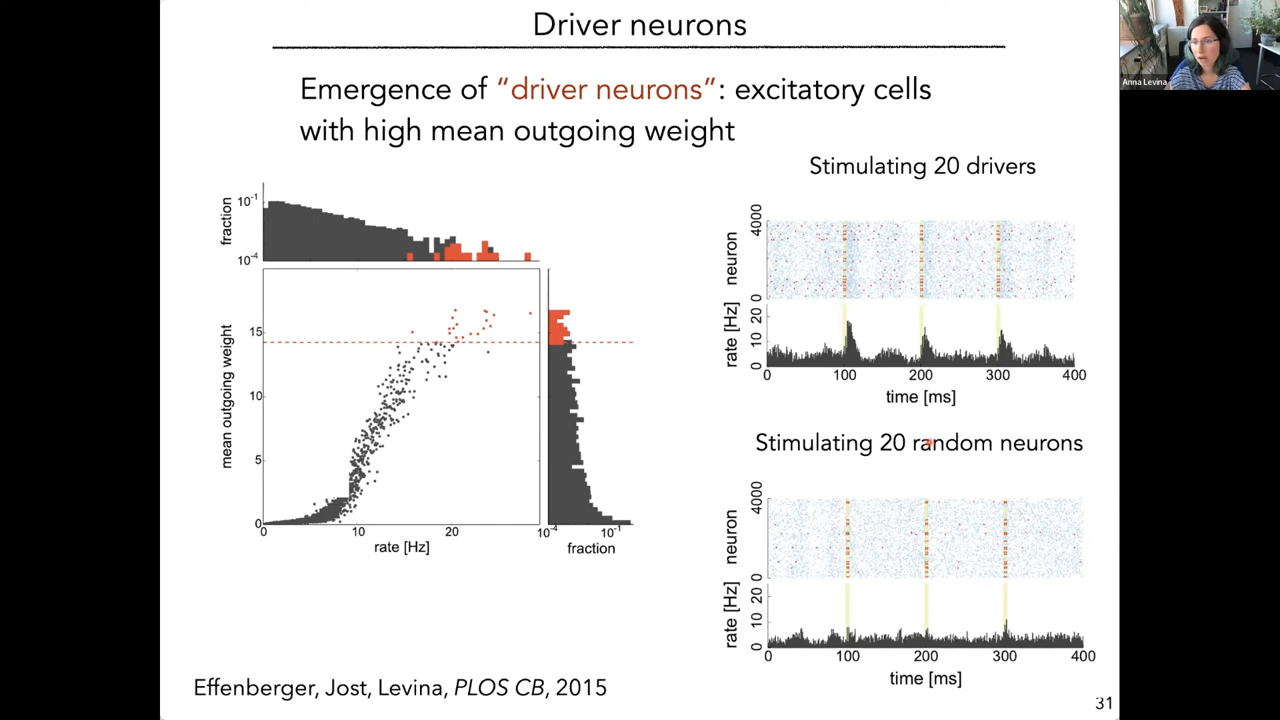 Driver neurons
Anna Levina
Emergence of “driver neurons”: excitatory cells
with high mean outgoing weight
Stimulating 20 drivers
fraction
10-1
10-4
mean outgoing weight
15
10
5
0
0 10 20
rate [Hz]
10-4 10-1
fraction
neuron
4000
0
rate [Hz]
20
10
0
0 100 200 300 400
time [ms]
Stimulating 20 random neurons
neuron
4000
0
rate [Hz]
20
10
0
0 100 200 300 400
time [ms]
Effenberger, Jost, Levina, PLOS CB, 2015
31